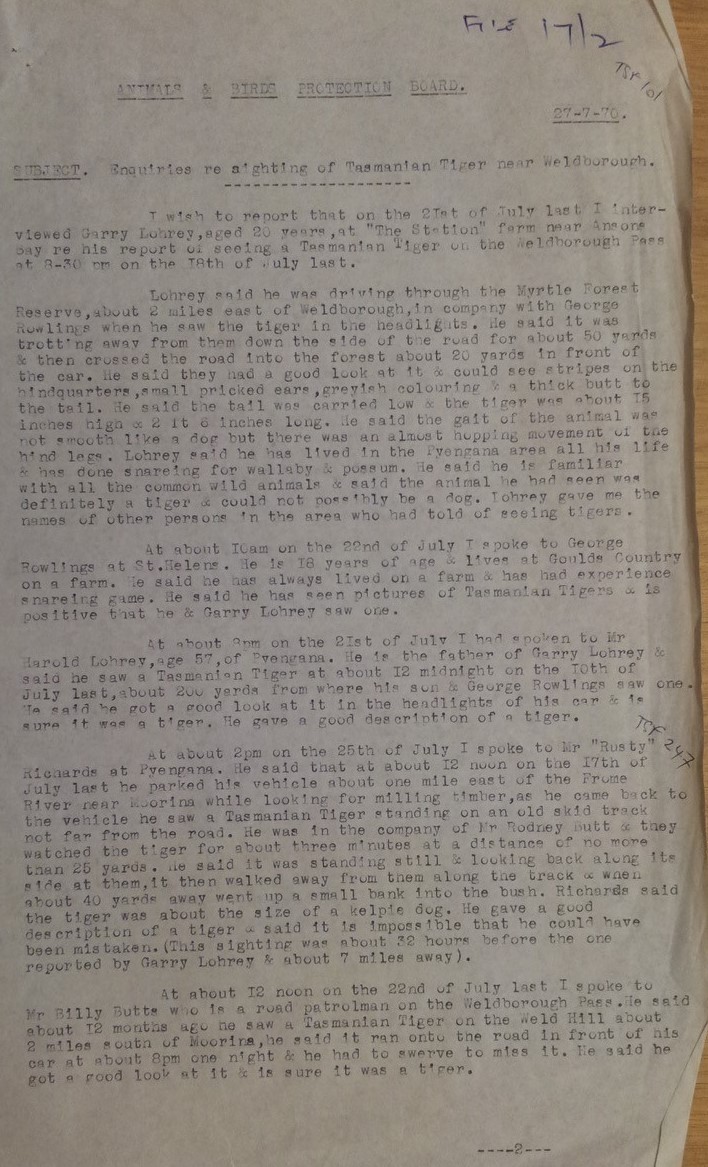 FILE 17/2
ANIMALS & BIRDS PROTECTION BOARD.
27-7-70.
SUBJECT. Enquiries re sighting of Tasmanian Tiger near Weldborough.
-------------------
I wish to report that on the 2Ist of July last I inter-
viewed Garry Lohrey,aged 20 years,at "The Station" farm near Ansons
Bay re his report of seeing a Tasmanian Tiger on the Weldborough Pass
at 8-30 pm on the I8th of July last.
Lohrey said he was driving through the Myrtle Forest
Reserve,about 2 miles east of Weldborough,in company with George
Rowlings when he saw the tiger in the headlights. He said it was
trotting away from them down the side of the road for about 50 yards
& then crossed the road into the forest about 20 yards in front of
the car. He said they had a good look at it & could see stripes on the
hindquarters,small pricked ears,greyish colouring & a thick butt to
the tail. He said the tail was carried low & the tiger was about I5
inches high & 2 ft 6 inches long. He said the gait of the animal was
not smooth like a dog but there was an almost hopping movement of the
hind legs. Lohrey said he has lived in the Pyengana area all his life
& has done snareing for wallaby & possum. He said he is familiar
with all the common wild animals & said the animal he had seen was
definitely a tiger & could not possibly be a dog. Lohrey gave me the
names of other persons in the area who had told of seeing tigers.
At about I0am on the 22nd of July I spoke to George
Rowlings at St.Helens. He is I8 years of age & lives at Goulds Country
on a farm. He said he has always lived on a farm & has had experience
snareing game. He said he has seen pictures of Tasmanian Tigers & is
positive that he & Garry Lohrey saw one.
At about pm on the 2Ist of July I had spoken to Mr
Harold Lohrey,age 57,of Pyengana. He is the father of Garry Lohrey &
said he saw a Tasmanian Tiger at about I2 midnight on the I0th of
July last,about 200 yards from where his son & George Rowlings saw one.
He said he got a good look at it in the headlights of his car & is
sure it was a tiger. He gave a good description of a tiger.
At about 2pm on the 25th of July I spoke to Mr "Rusty"
Richards at Pyengana. He said that at about I2 noon on the I7th of
July last he parked his vehicle about one mile east of the Frome
River near Moorina while looking for milling timber,as he came back to
the vehicle he saw a Tasmanian Tiger standing on an old skid track
not far from the road. He was in the company of Mr Rodney Butt & they
watched the tiger for about three minutes at a distance of no more
than 25 yards. He said it was standing still & looking back along its
side at them,it then walked away from them along the track & when
about 40 yards away went up a small bank into the bush. Richards said
the tiger was about the size of a kelpie dog. He gave a good
description of a tiger & said it is impossible that he could have
been mistaken.(This sighting was about 32 hours before the one
reported by Garry Lohrey & about 7 miles away).
At about I2 noon on the 22nd of July last I spoke to
Mr Billy Butts who is a road patrolman on the Weldborough Pass.He said
about I2 months ago he saw a Tasmanian Tiger on the Weld Hill about
2 miles south of Moorina,he said it ran onto the road in front of his
car at about 8pm one night & he had to swerve to miss it. He said he
got a good look at it & is sure it was a tiger.
----2---